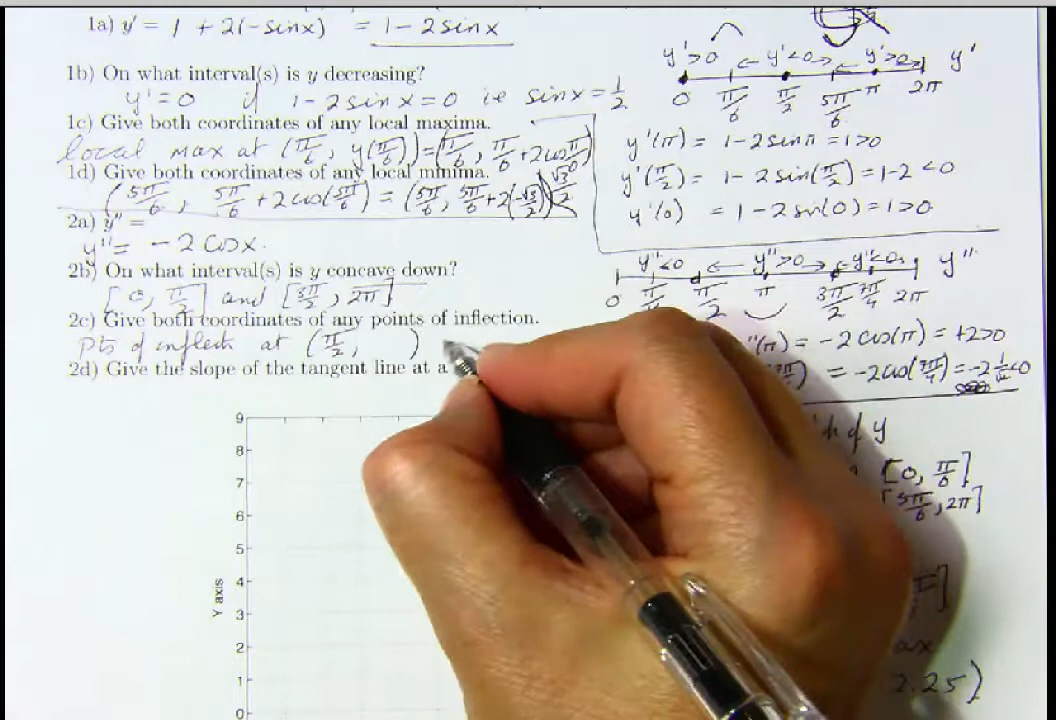 1a) y' = 1 + 2(-sinx) = 1-2sinx
y'>0 y'<0 y'>0 y'
0 π/6 π/2 5π/6 π 2π
1b) On what interval(s) is y decreasing?
y'=0 if 1-2sinx=0 ie sinx=1/2
1c) Give both coordinates of any local maxima.
local max at (π/6, y(π/6))=(π/6, π/6+2cosπ/6)
y'(π) = 1-2sinπ=1>0
1d) Give both coordinates of any local minima.
(5π/6, 5π/6+2cos(5π/6) = (5π/6, 5π/6+2(-√3/2)) √3/2
y'(π/2) = 1-2sin(π/2)=1-2<0
y'(0) = 1-2sin(0)=1>0
2a) y'' =
y''= -2cosx.
2b) On what interval(s) is y concave down?
y''<0 y''>0 y''<0 y''
0 π/2 π 3π/2 7π/4 2π
[0, π/2] and [3π/2, 2π]
2c) Give both coordinates of any points of inflection.
Pts of inflect at (π/2, )
"(π) = -2cos(π) = +2>0
= -2cos(7π/4)=-2 <0
2d) Give the slope of the tangent line at a
of y
[0, π/6]
[5π/6, 2π]
9
8
7
6
5
4
3
2
1
0
Y axis
ax
2.25)